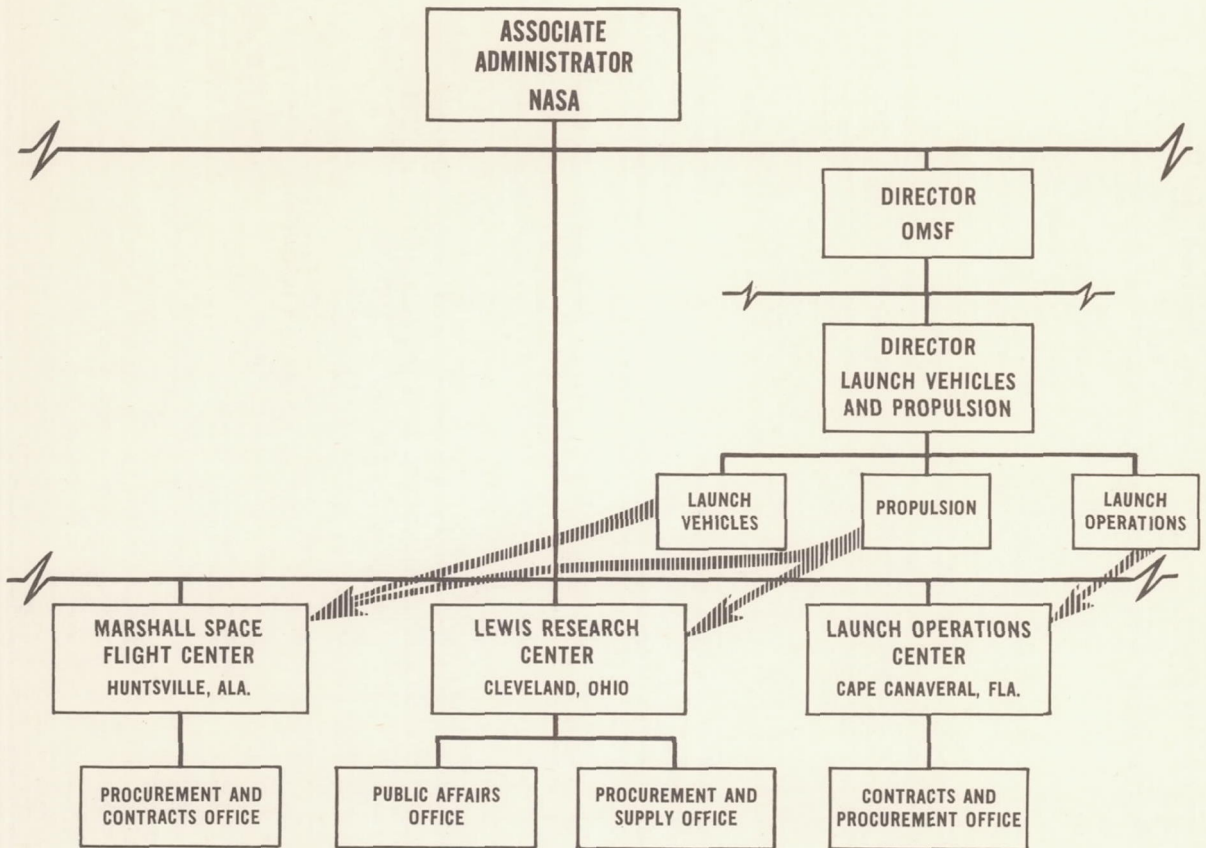 ASSOCIATE
ADMINISTRATOR
NASA
DIRECTOR
OMSF
DIRECTOR
LAUNCH VEHICLES
AND PROPULSION
LAUNCH
VEHICLES
PROPULSION
LAUNCH
OPERATIONS
MARSHALL SPACE
FLIGHT CENTER
HUNTSVILLE, ALA.
LEWIS RESEARCH
CENTER
CLEVELAND, OHIO
LAUNCH OPERATIONS
CENTER
CAPE CANAVERAL, FLA.
PROCUREMENT AND
CONTRACTS OFFICE
PUBLIC AFFAIRS
OFFICE
PROCUREMENT AND
SUPPLY OFFICE
CONTRACTS AND
PROCUREMENT OFFICE